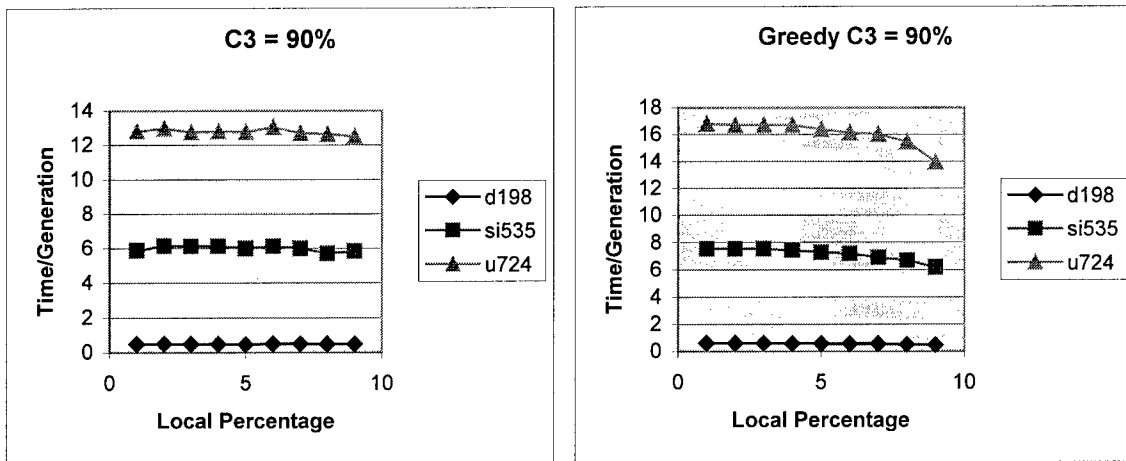 C3 = 90%
Time/Generation
14
12
10
8
6
4
2
0
0
5
10
Local Percentage
d198
si535
u724
Greedy C3 = 90%
Time/Generation
18
16
14
12
10
8
6
4
2
0
0
5
10
Local Percentage
d198
si535
u724